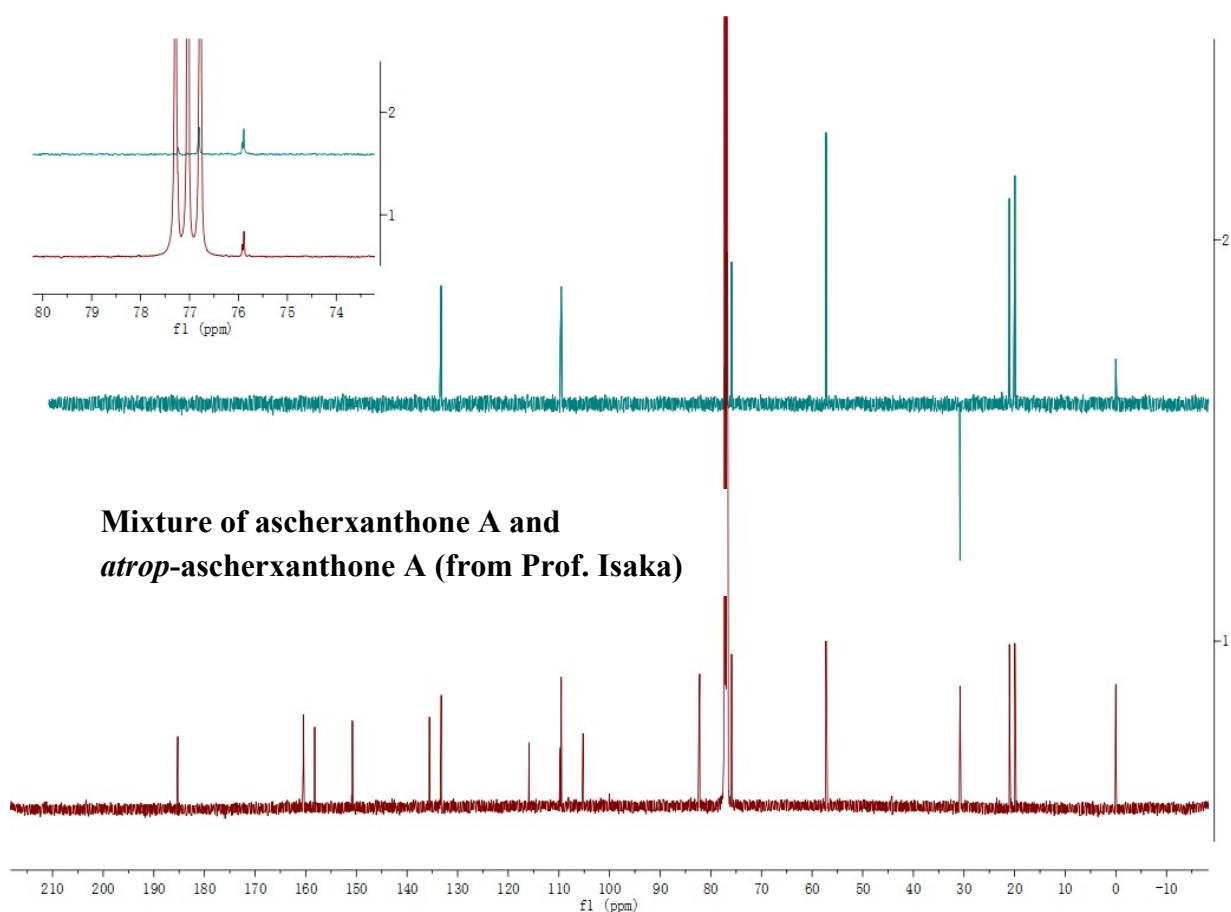 2
1
80 79 78 77 76 75 74
f1 (ppm)
2
Mixture of ascherxanthone A and
atrop-ascherxanthone A (from Prof. Isaka)
1
210 200 190 180 170 160 150 140 130 120 110 100 90 80 70 60 50 40 30 20 10 0 -10
f1 (ppm)